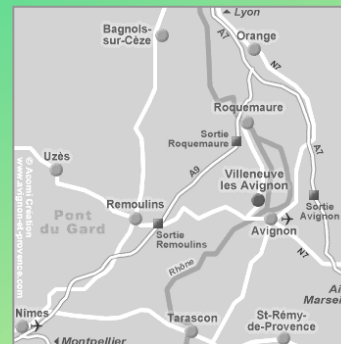 Lyon
A7
Bagnols-
sur-Cèze
Orange
N7
Roquemaure
Sortie
Roquemaure
A7
Uzès
A9
Villeneuve
les Avignon
© Azomi Création
www.avignon-et-provence.com
Remoulins
Pont
du Gard
Sortie
Remoulins
Avignon
Sortie
Avignon
N7
Rhône
Marsei
Nîmes
Montpellier
Tarascon
St-Rémy-
de-Provence